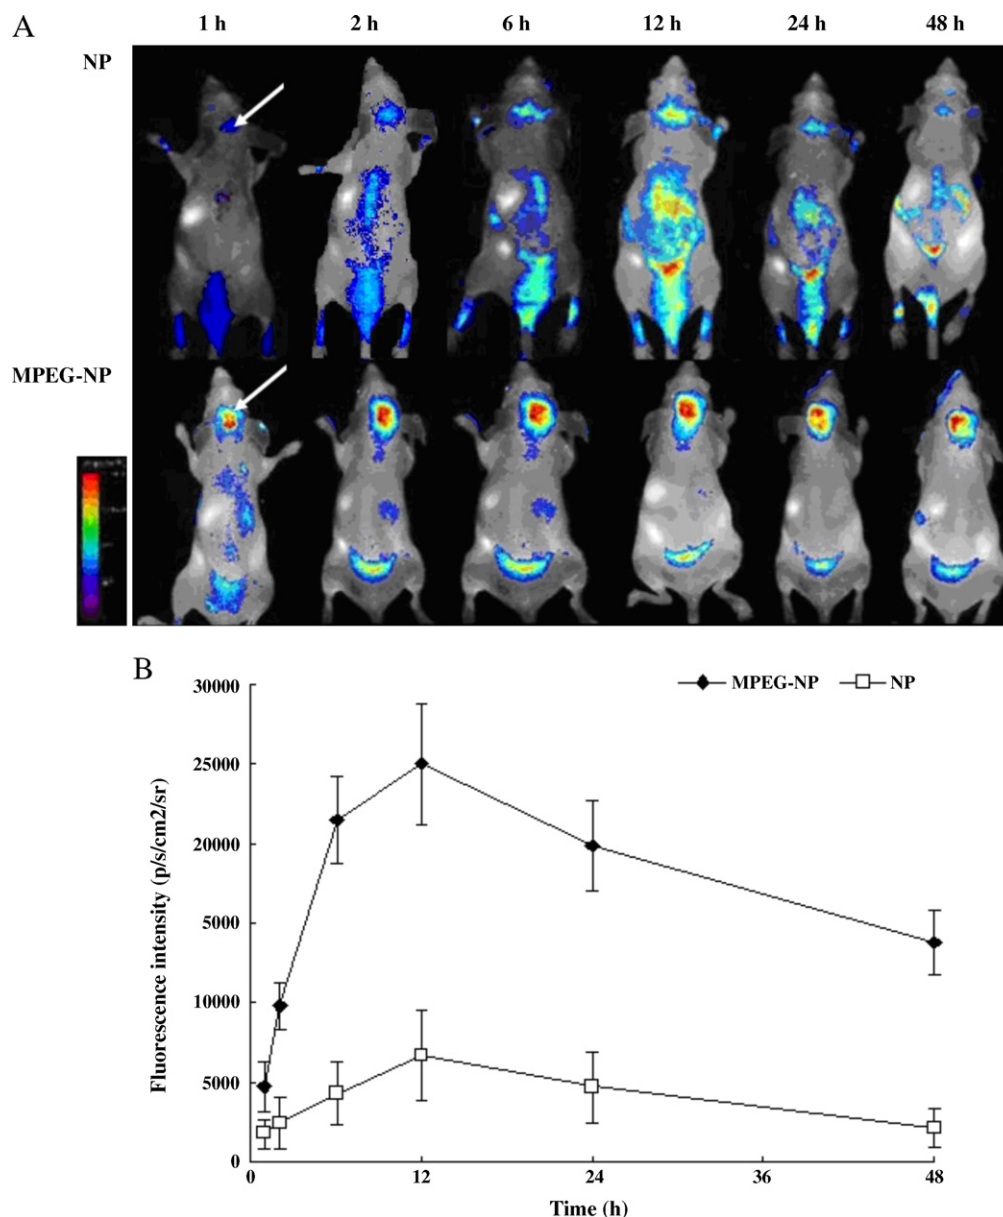 A
1 h 2 h 6 h 12 h 24 h 48 h
NP
MPEG-NP
B
MPEG-NP NP
30000
25000
20000
5000
10000
5000
0
Fluorescence intensity (p/s/cm2/sr)
0 12 24 36 48
Time (h)